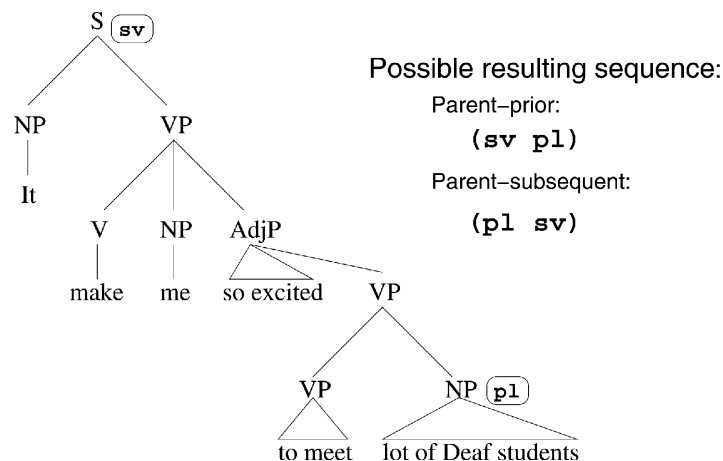 S sv
Possible resulting sequence:
Parent-prior:
NP VP
(sv pl)
Parent-subsequent:
It
(pl sv)
V NP AdjP
make me so excited
VP
VP NP pl
to meet lot of Deaf students